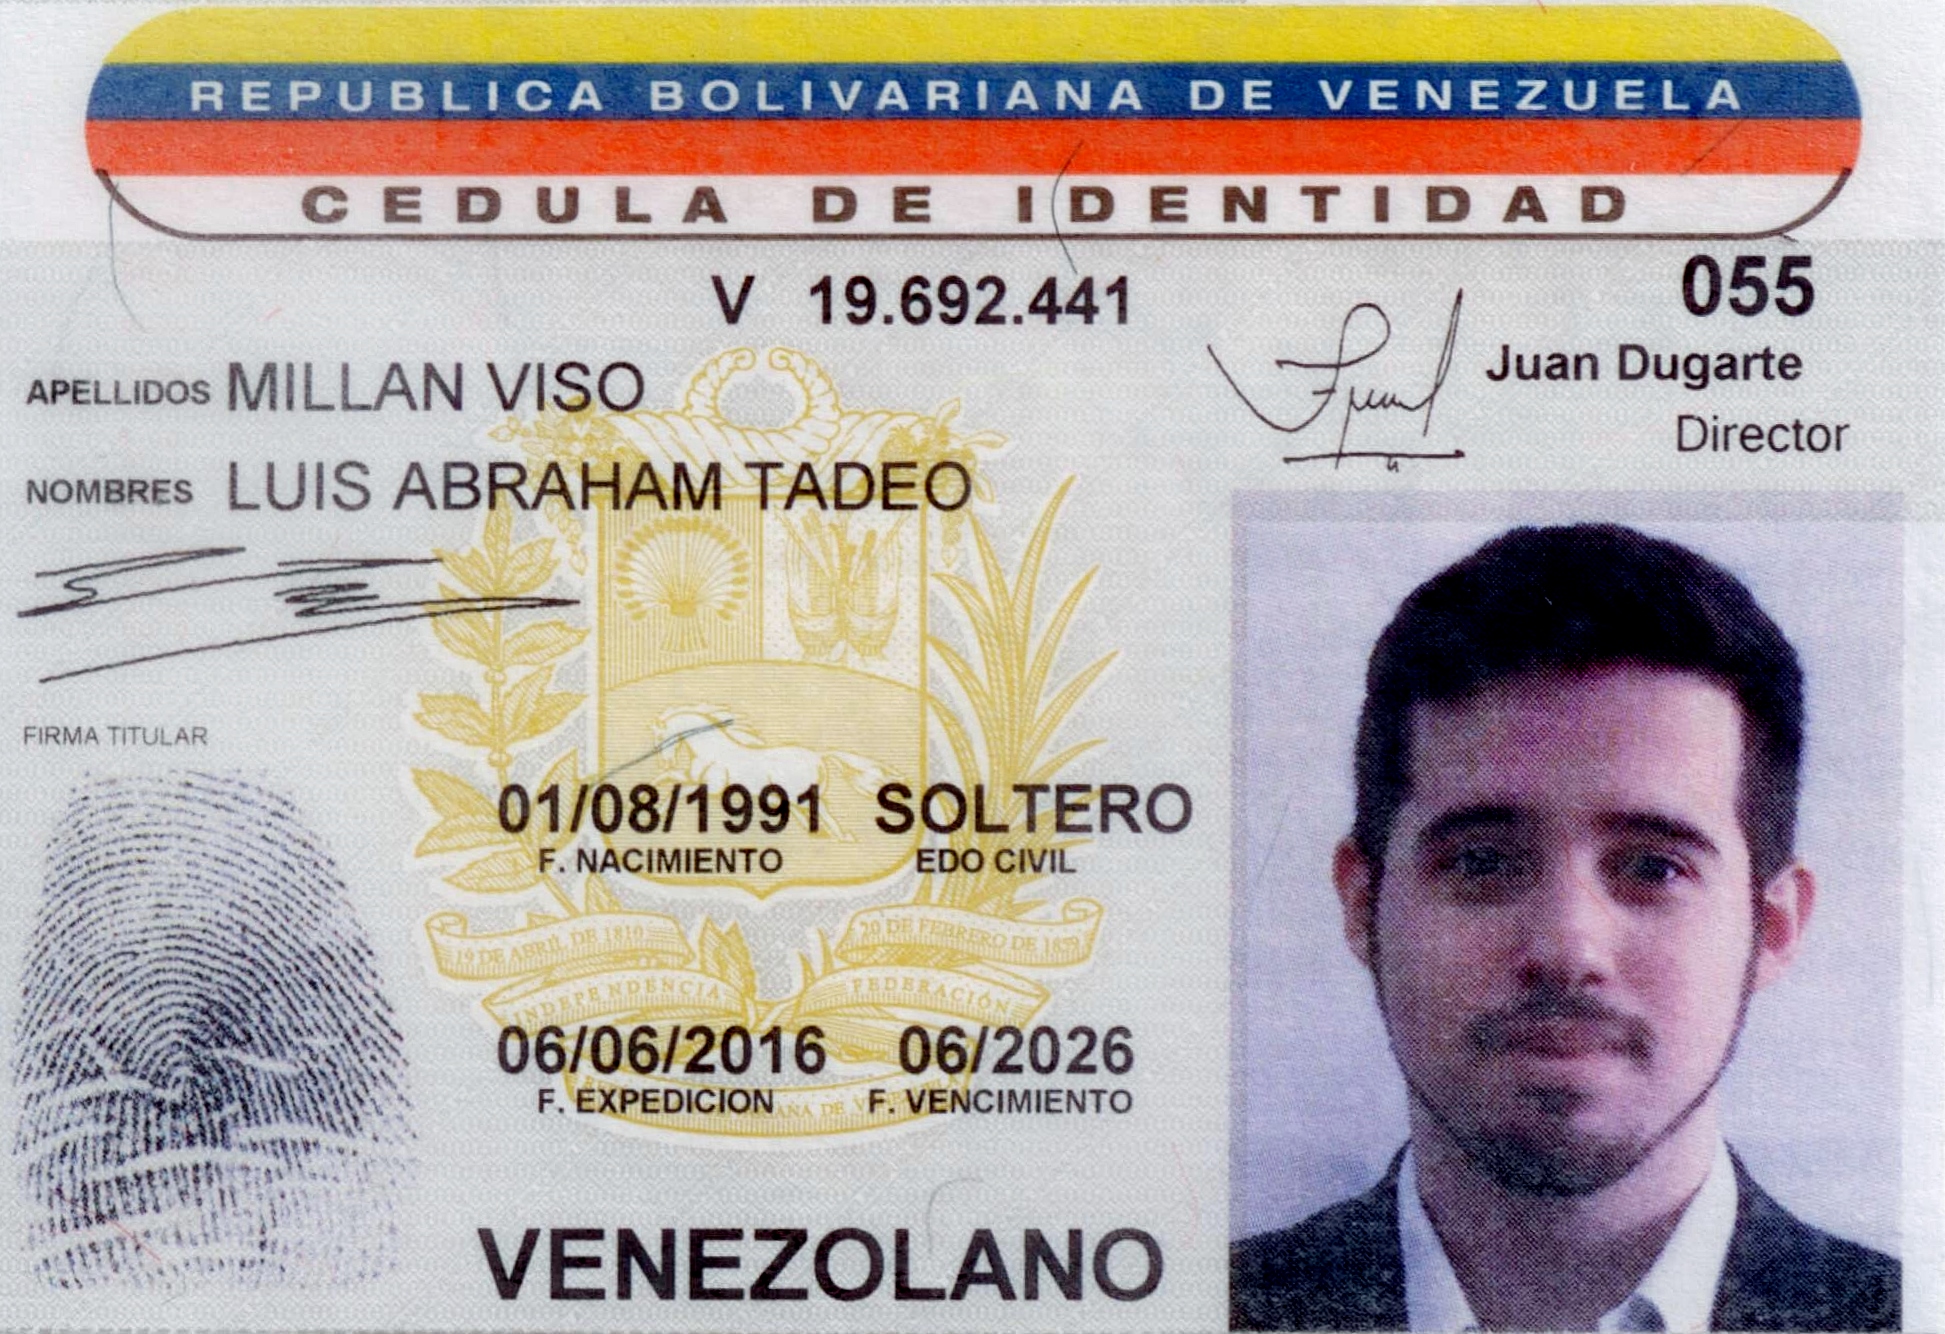 REPUBLICA BOLIVARIANA DE VENEZUELA
CEDULA DE IDENTIDAD
V 19.692.441
055
Juan Dugarte
Director
APELLIDOS MILLAN VISO
NOMBRES LUIS ABRAHAM TADEO
FIRMA TITULAR
01/08/1991 SOLTERO
F. NACIMIENTO EDO CIVIL
19 DE ABRIL DE 1810 20 DE FEBRERO DE 1859
INDEPENDENCIA FEDERACIÓN
06/06/2016 06/2026
F. EXPEDICION F. VENCIMIENTO
VENEZOLANO